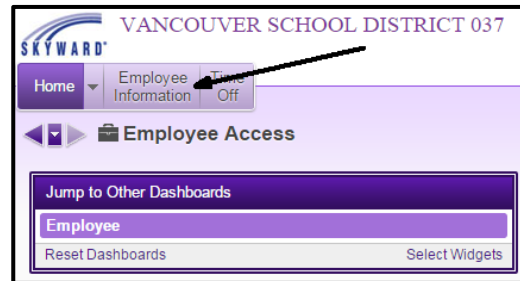 VANCOUVER SCHOOL DISTRICT 037
SKYWARD
Home
Employee Information
Time Off
Employee Access
Jump to Other Dashboards
Employee
Reset Dashboards
Select Widgets